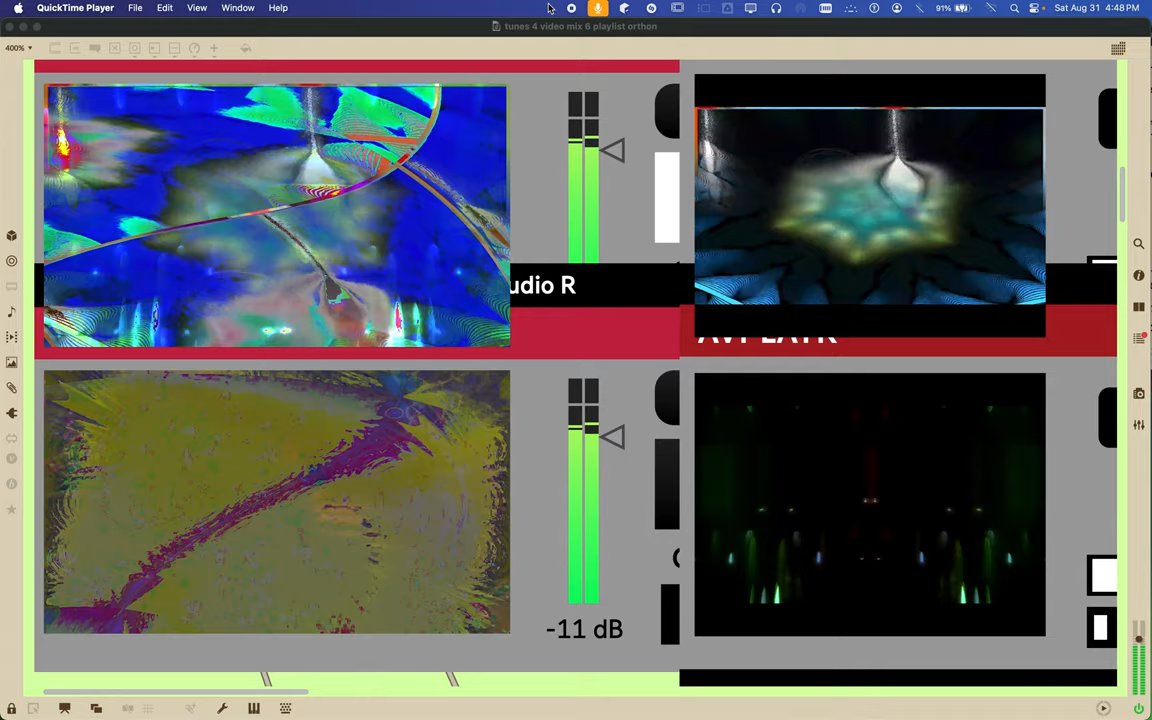 QuickTime Player File Edit View Window Help 91% Sat Aug 31 4:48 PM
tunes 4 video mix 6 playlist orthon
400%
udio R
-11 dB